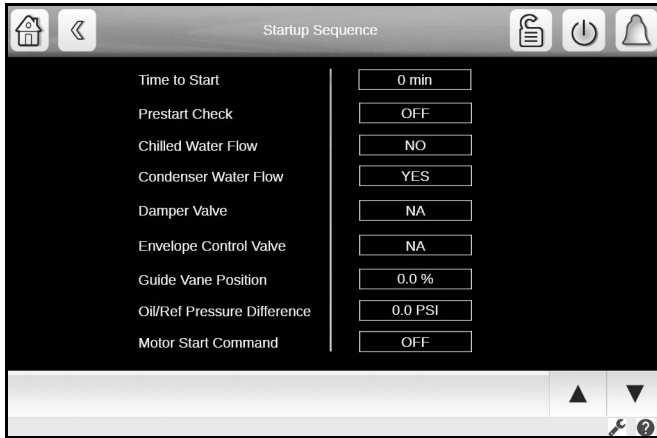 Startup Sequence
Time to Start 0 min
Prestart Check OFF
Chilled Water Flow NO
Condenser Water Flow YES
Damper Valve NA
Envelope Control Valve NA
Guide Vane Position 0.0 %
Oil/Ref Pressure Difference 0.0 PSI
Motor Start Command OFF